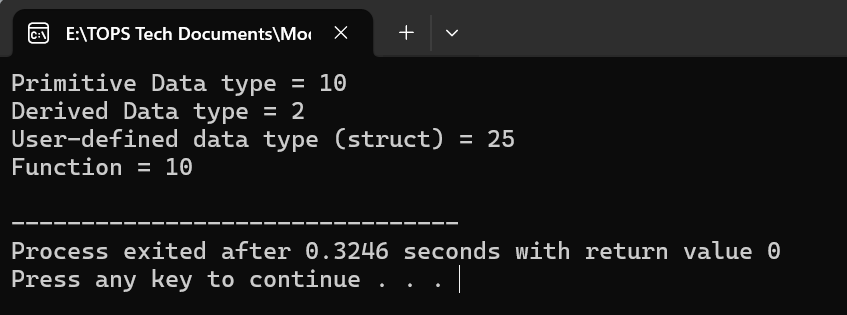 E:\TOPS Tech Documents\Mo
Primitive Data type = 10
Derived Data type = 2
User-defined data type (struct) = 25
Function = 10
--------------------------------
Process exited after 0.3246 seconds with return value 0
Press any key to continue . . .